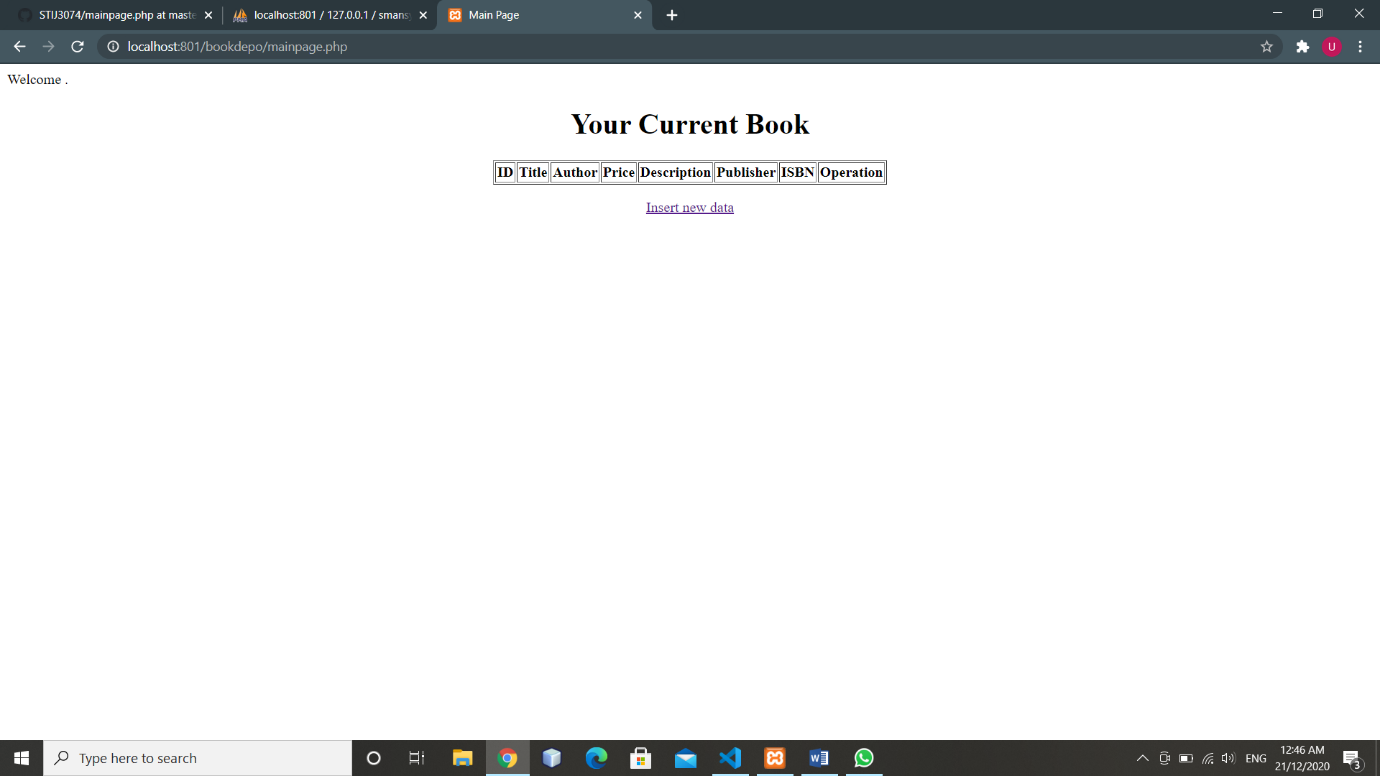 STIJ3074/mainpage.php at maste
localhost:801 / 127.0.0.1 / smans
Main Page
localhost:801/bookdepo/mainpage.php
U
Welcome .
Your Current Book
ID Title Author Price Description Publisher ISBN Operation
Insert new data
Type here to search
ENG
12:46 AM
21/12/2020
3